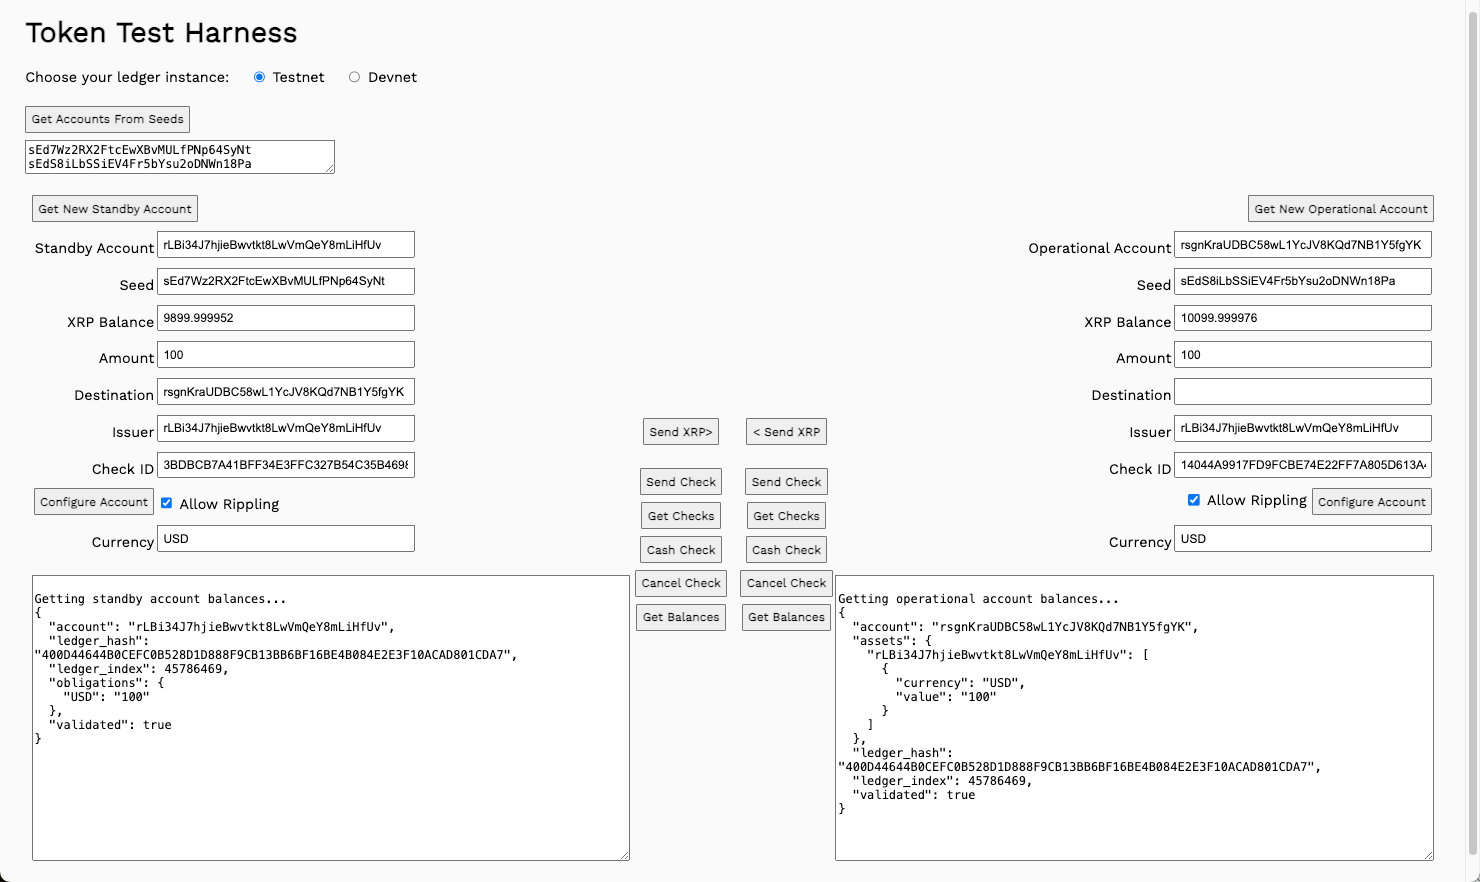 Token Test Harness
Choose your ledger instance: Testnet Devnet
Get Accounts From Seeds
sEd7Wz2RX2FtcEwXBvMULfPNp64SyNt
sEdS8iLbSSiEV4Fr5bYsu2oDNWn18Pa
Get New Standby Account
Standby Account rLBi34J7hjieBwvtkt8LwVmQeY8mLiHfUv
Seed sEd7Wz2RX2FtcEwXBvMULfPNp64SyNt
XRP Balance 9899.999952
Amount 100
Destination rsgnKraUDBC58wL1YcJV8KQd7NB1Y5fgYK
Issuer rLBi34J7hjieBwvtkt8LwVmQeY8mLiHfUv
Check ID 3BDBCB7A41BFF34E3FFC327B54C35B469
Configure Account Allow Rippling
Currency USD
Send XRP>
Send Check
Get Checks
Cash Check
Cancel Check
Get Balances
< Send XRP
Send Check
Get Checks
Cash Check
Cancel Check
Get Balances
Get New Operational Account
Operational Account rsgnKraUDBC58wL1YcJV8KQd7NB1Y5fgYK
Seed sEdS8iLbSSiEV4Fr5bYsu2oDNWn18Pa
XRP Balance 10099.999976
Amount 100
Destination
Issuer rLBi34J7hjieBwvtkt8LwVmQeY8mLiHfUv
Check ID 14044A9917FD9FCBE74E22FF7A805D613A
Allow Rippling Configure Account
Currency USD
Getting standby account balances...
{
"account": "rLBi34J7hjieBwvtkt8LwVmQeY8mLiHfUv",
"ledger_hash":
"400D44644B0CEFC0B528D1D888F9CB13BB6BF16BE4B084E2E3F10ACAD801CDA7",
"ledger_index": 45786469,
"obligations": {
"USD": "100"
},
"validated": true
}
Getting operational account balances...
{
"account": "rsgnKraUDBC58wL1YcJV8KQd7NB1Y5fgYK",
"assets": {
"rLBi34J7hjieBwvtkt8LwVmQeY8mLiHfUv": [
{
"currency": "USD",
"value": "100"
}
]
},
"ledger_hash":
"400D44644B0CEFC0B528D1D888F9CB13BB6BF16BE4B084E2E3F10ACAD801CDA7",
"ledger_index": 45786469,
"validated": true
}